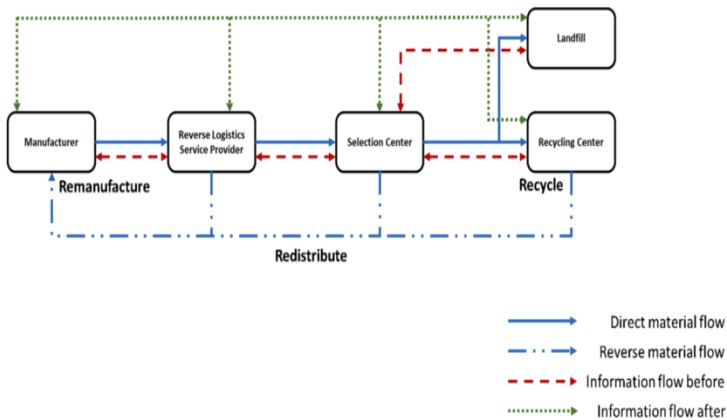 Landfill
Manufacturer
Reverse Logistics
Service Provider
Selection Center
Recycling Center
Remanufacture
Recycle
Redistribute
Direct material flow
Reverse material flow
Information flow before
Information flow after